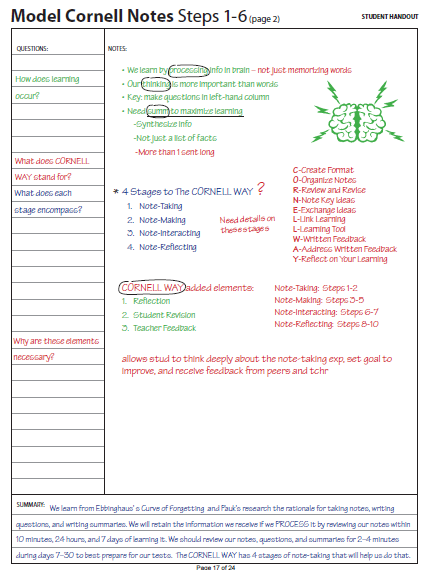 Model Cornell Notes Steps 1-6 (page 2)
STUDENT HANDOUT
QUESTIONS:
How does learning
occur?
What does CORNELL
WAY stand for?
What does each
stage encompass?
Why are these elements
necessary?
NOTES:
• We learn by processing info in brain – not just memorizing words
• Our thinking is more important than words
• Key: make questions in left-hand column
• Need summ to maximize learning
-Synthesize info
-Not just a list of facts
-More than 1 sent long
* 4 Stages to The CORNELL WAY ?
1. Note-Taking
2. Note-Making
3. Note-Interacting
4. Note-Reflecting
Need details on
these stages
C-Create Format
O-Organize Notes
R-Review and Revise
N-Note Key Ideas
E-Exchange Ideas
L-Link Learning
L-Learning Tool
W-Written Feedback
A-Address Written Feedback
Y-Reflect on Your Learning
CORNELL WAY added elements:
1. Reflection
2. Student Revision
3. Teacher Feedback
Note-Taking: Steps 1-2
Note-Making: Steps 3-5
Note-Interacting: Steps 6-7
Note-Reflecting: Steps 8-10
allows stud to think deeply about the note-taking exp, set goal to
improve, and receive feedback from peers and tchr
SUMMARY: We learn from Ebbinghaus' s Curve of Forgetting and Pauk's research the rationale for taking notes, writing
questions, and writing summaries. We will retain the information we receive if we PROCESS it by reviewing our notes within
10 minutes, 24 hours, and 7 days of learning it. We should review our notes, questions, and summaries for 2–4 minutes
during days 7-30 to best prepare for our tests. The CORNELL WAY has 4 stages of note-taking that will help us do that.
Page 17 of 24